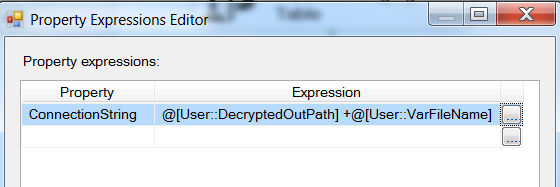 Property Expressions Editor
Property expressions:
Property Expression
ConnectionString @[User::DecryptedOutPath] +@[User::VarFileName] ...
...